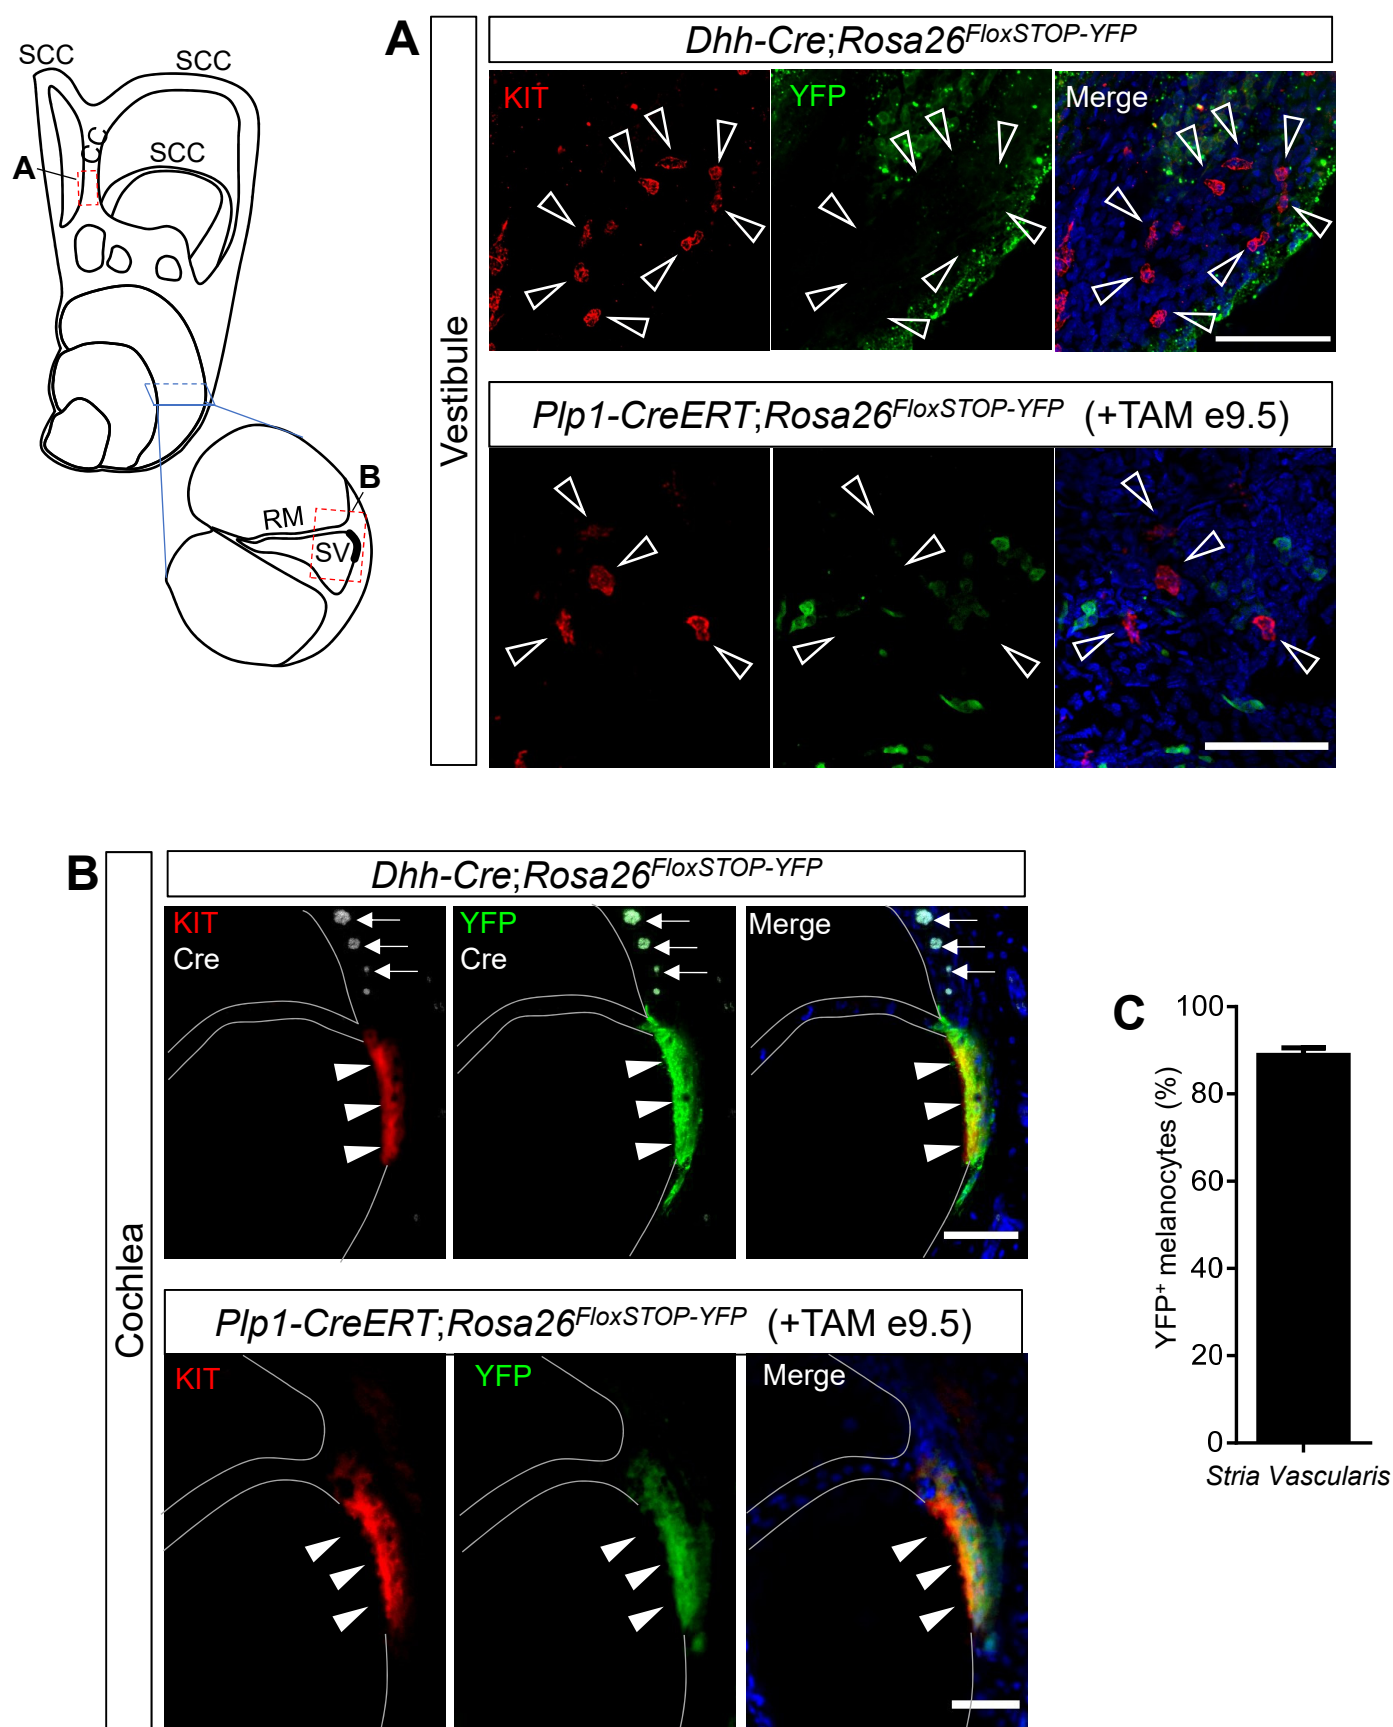 SCC
SCC
CC
SCC
A
B
RM
SV
A
Vestibule
Dhh-Cre;Rosa26FloxSTOP-YFP
KIT
YFP
Merge
Plp1-CreERT;Rosa26FloxSTOP-YFP (+TAM e9.5)
B
Cochlea
Dhh-Cre;Rosa26FloxSTOP-YFP
KIT
Cre
YFP
Cre
Merge
Plp1-CreERT;Rosa26FloxSTOP-YFP (+TAM e9.5)
KIT
YFP
Merge
C
YFP+ melanocytes (%)
100
80
60
40
20
0
Stria Vascularis